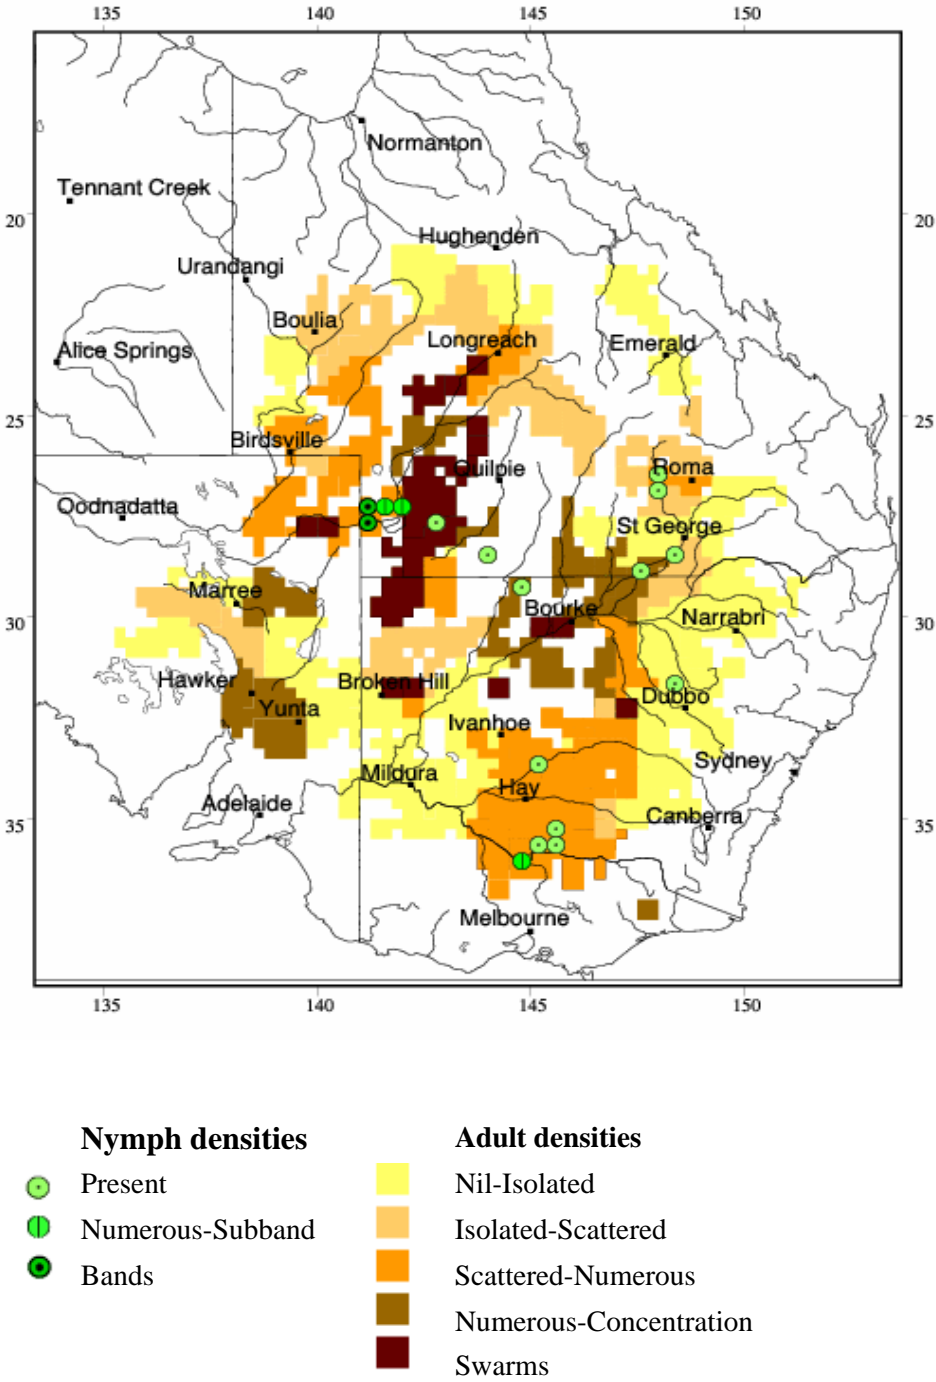 135 140 145 150
Normanton
Tennant Creek
20 20
Hughenden
Urandangi
Boulia
Longreach
Emerald
Alice Springs
25 25
Birdsville
Quilpie
Roma
Oodnadatta
St George
Marree
Bourke
30 30
Narrabri
Hawker
Broken Hill
Dubbo
Yunta
Ivanhoe
Sydney
Mildura
Hay
Adelaide
Canberra
35 35
Melbourne
135 140 145 150
Nymph densities
Present
Numerous-Subband
Bands
Adult densities
Nil-Isolated
Isolated-Scattered
Scattered-Numerous
Numerous-Concentration
Swarms